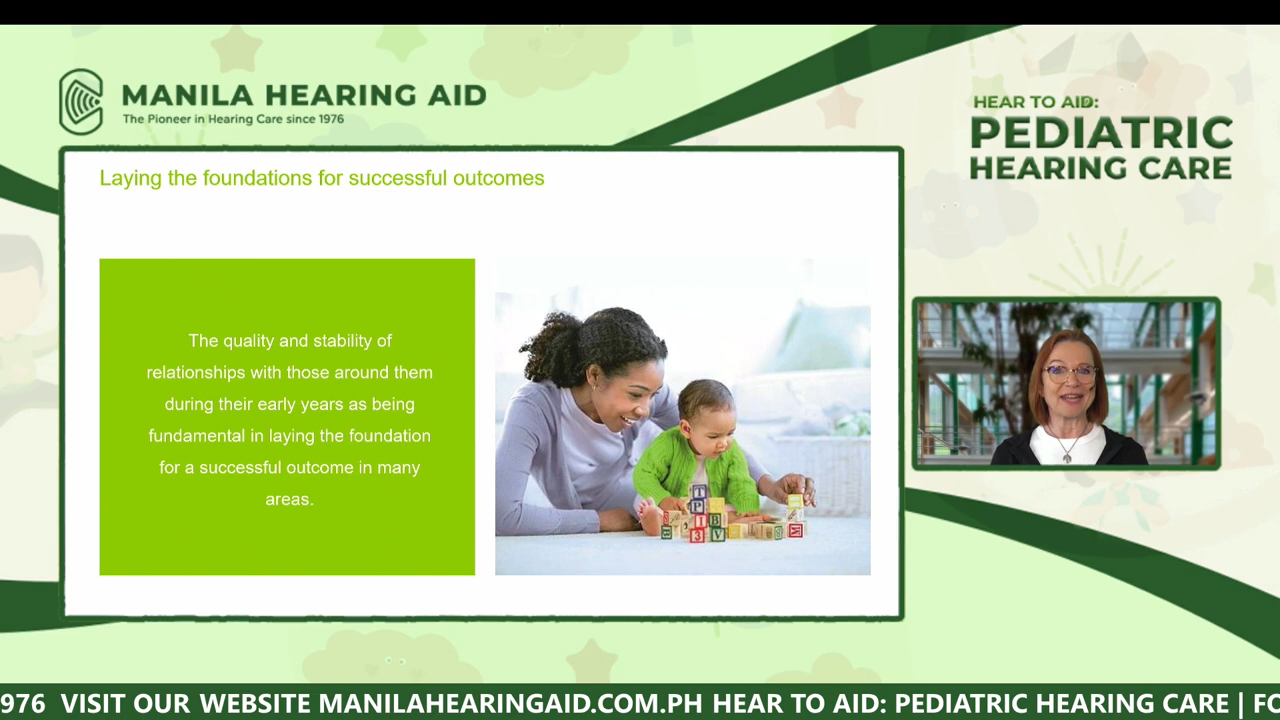 MANILA HEARING AID
The Pioneer in Hearing Care since 1976
HEAR TO AID:
PEDIATRIC
HEARING CARE
Laying the foundations for successful outcomes
The quality and stability of
relationships with those around them
during their early years as being
fundamental in laying the foundation
for a successful outcome in many
areas.
976 VISIT OUR WEBSITE MANILAHEARINGAID.COM.PH HEAR TO AID: PEDIATRIC HEARING CARE | FO